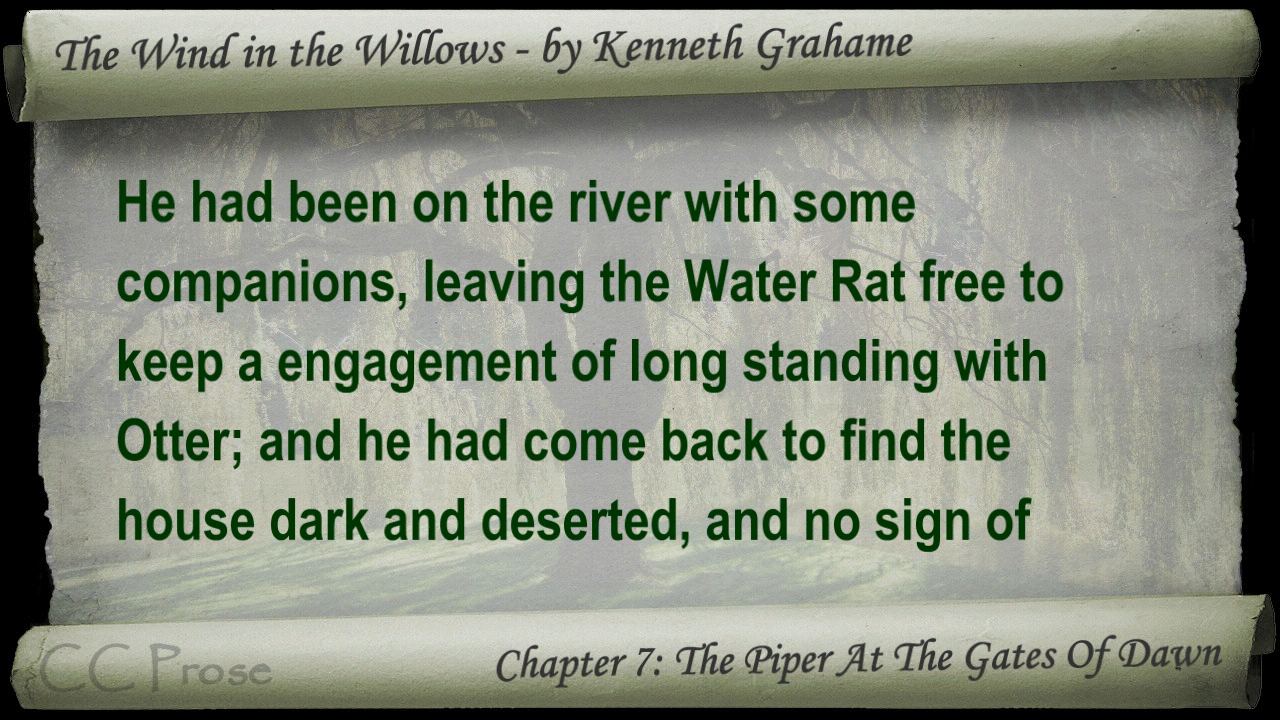 The Wind in the Willows - by Kenneth Grahame
He had been on the river with some
companions, leaving the Water Rat free to
keep a engagement of long standing with
Otter; and he had come back to find the
house dark and deserted, and no sign of
CC Prose
Chapter 7: The Piper At The Gates Of Dawn